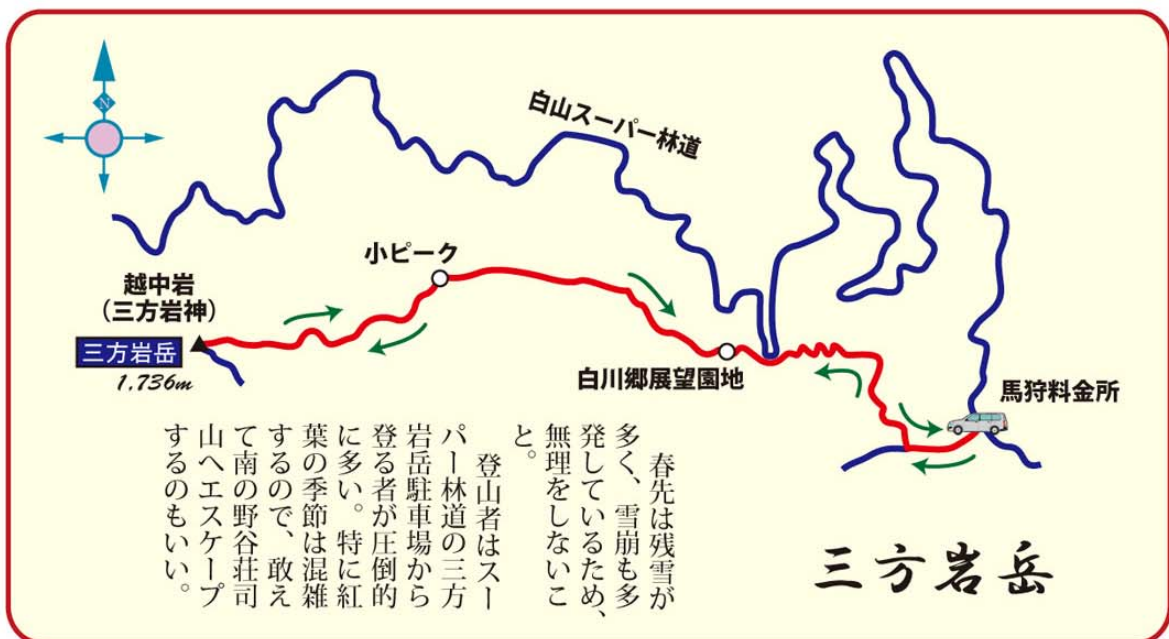 N
白山スーパー林道
小ピーク
越中岩
（三方岩神）
三方岩岳
1,736m
白川郷展望園地
馬狩料金所
春先は残雪が
多く、雪崩も多
発しているため、
無理をしないこ
と。
登山者はスー
パー林道の三方
岩岳駐車場から
登る者が圧倒的
に多い。特に紅
葉の季節は混雑
するので、敢え
て南の野谷荘司
山へエスケープ
するのもいい。
三方岩岳